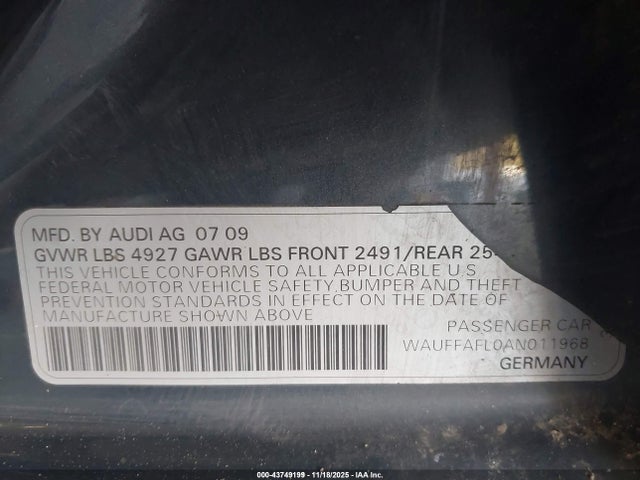 MFD. BY AUDI AG 07 09
GVWR LBS 4927 GAWR LBS FRONT 2491/REAR 25
THIS VEHICLE CONFORMS TO ALL APPLICABLE U.S
FEDERAL MOTOR VEHICLE SAFETY, BUMPER AND THEFT
PREVENTION STANDARDS IN EFFECT ON THE DATE OF
MANUFACTURE SHOWN ABOVE
PASSENGER CAR
WAUFFAFL0AN011968
GERMANY
000-43749199 - 11/18/2025 - IAA Inc.